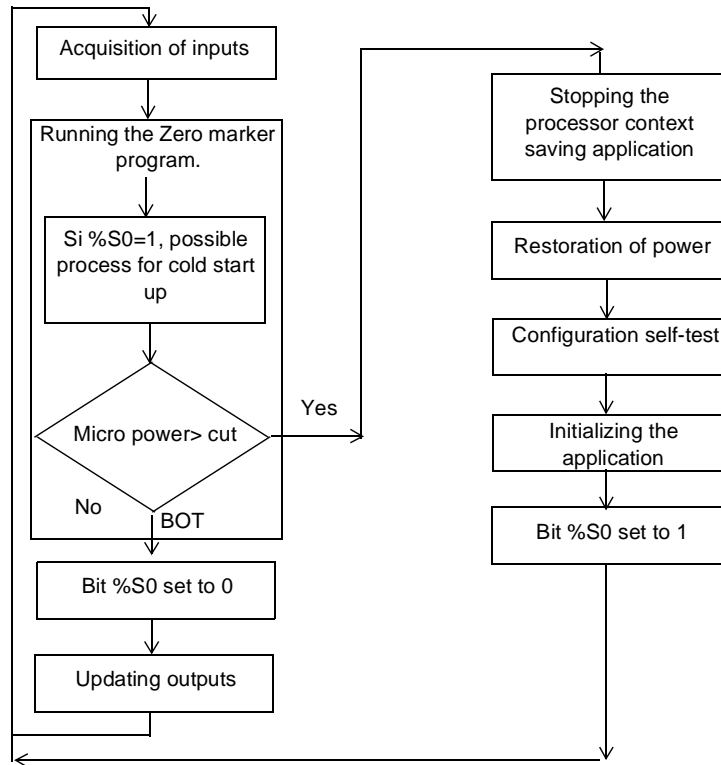 Acquisition of inputs
Running the Zero marker
program.
Si %S0=1, possible
process for cold start
up
Micro power> cut
Yes
No
BOT
Bit %S0 set to 0
Updating outputs
Stopping the
processor context
saving application
Restoration of power
Configuration self-test
Initializing the
application
Bit %S0 set to 1